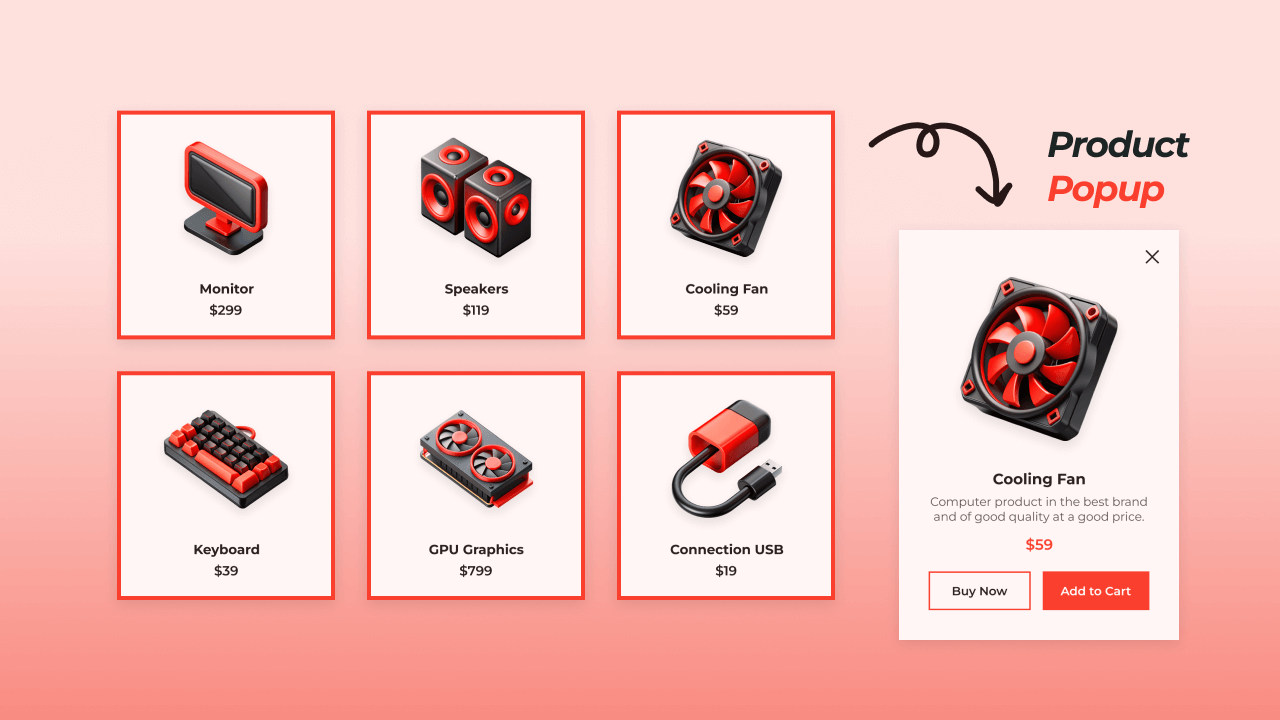 Monitor
$299
Speakers
$119
Cooling Fan
$59
Keyboard
$39
GPU Graphics
$799
Connection USB
$19
Product
Popup
Cooling Fan
Computer product in the best brand
and of good quality at a good price.
$59
Buy Now
Add to Cart